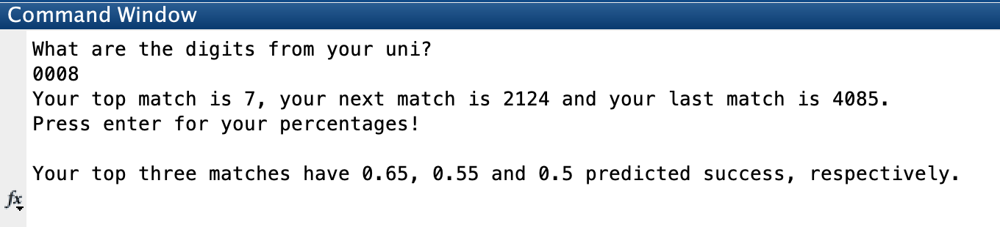 Command Window
What are the digits from your uni?
0008
Your top match is 7, your next match is 2124 and your last match is 4085.
Press enter for your percentages!
Your top three matches have 0.65, 0.55 and 0.5 predicted success, respectively.
fx